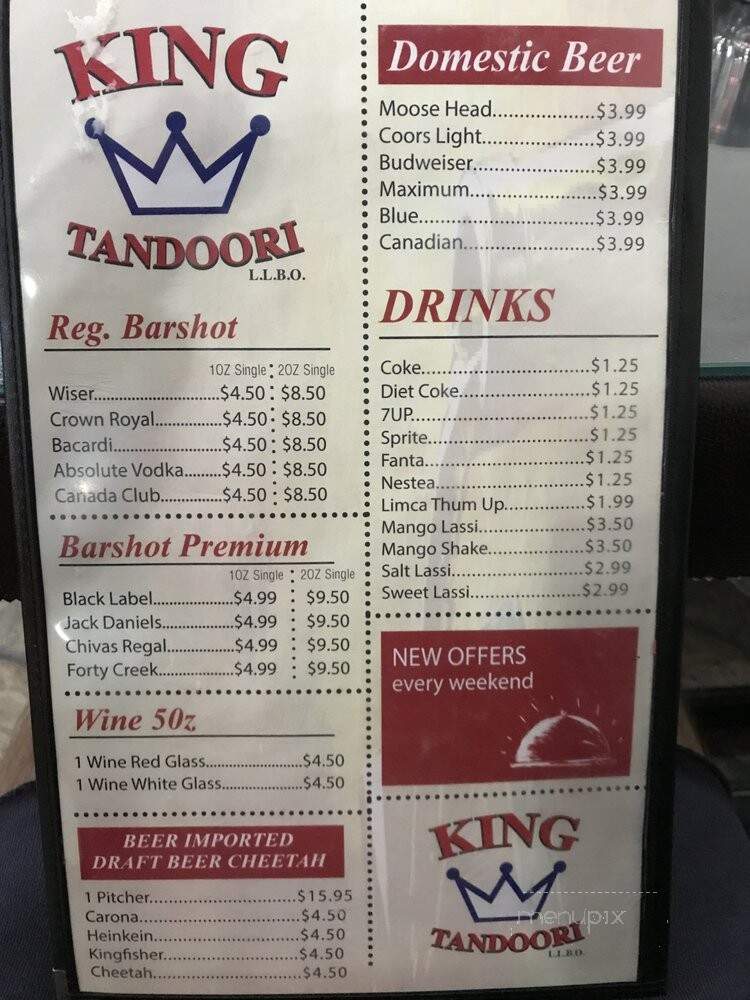 KING
TANDOORI
L.L.B.O.
Reg. Barshot
1OZ Single 2OZ Single
Wiser.....................$4.50 $8.50
Crown Royal.............$4.50 $8.50
Bacardi.....................$4.50 $8.50
Absolute Vodka........$4.50 $8.50
Canada Club............$4.50 $8.50
Barshot Premium
1OZ Single 2OZ Single
Black Label................$4.99 $9.50
Jack Daniels..............$4.99 $9.50
Chivas Regal.............$4.99 $9.50
Forty Creek...............$4.99 $9.50
Wine 50z
1 Wine Red Glass...................$4.50
1 Wine White Glass................$4.50
BEER IMPORTED
DRAFT BEER CHEETAH
1 Pitcher.............................$15.95
Carona................................$4.50
Heinkein.............................$4.50
Kingfisher...........................$4.50
Cheetah..............................$4.50
Domestic Beer
Moose Head....................$3.99
Coors Light......................$3.99
Budweiser........................$3.99
Maximum.........................$3.99
Blue..................................$3.99
Canadian..........................$3.99
DRINKS
Coke.................................$1.25
Diet Coke.........................$1.25
7UP...................................$1.25
Sprite................................$1.25
Fanta................................$1.25
Nestea..............................$1.25
Limca Thum Up................$1.99
Mango Lassi.....................$3.50
Mango Shake...................$3.50
Salt Lassi..........................$2.99
Sweet Lassi......................$2.99
NEW OFFERS
every weekend
KING
TANDOORI
L.L.B.O.
menupix